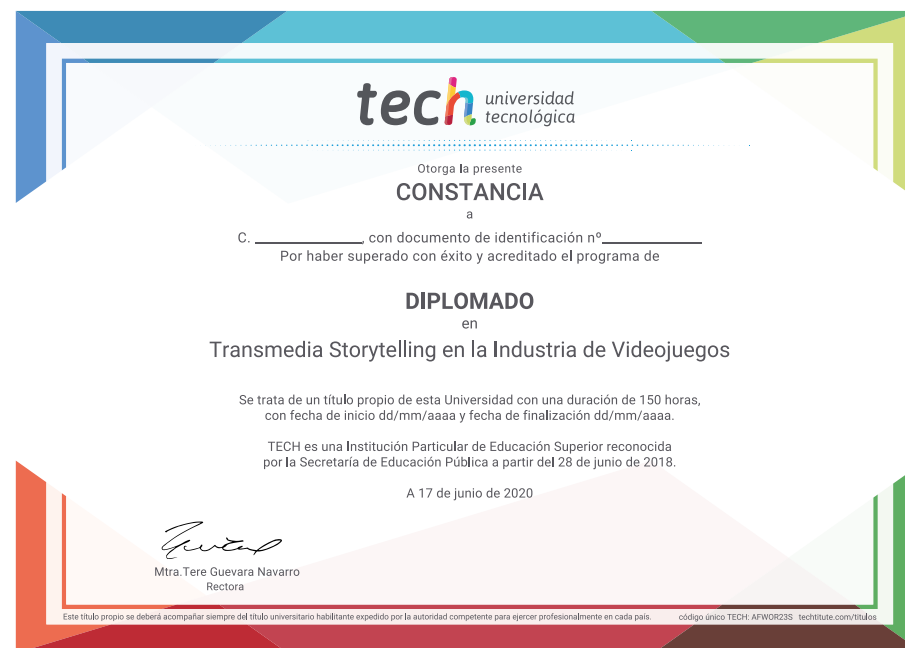 tech universidad
tecnológica
Otorga la presente
CONSTANCIA
a
C. ____________, con documento de identificación nº____________
Por haber superado con éxito y acreditado el programa de
DIPLOMADO
en
Transmedia Storytelling en la Industria de Videojuegos
Se trata de un título propio de esta Universidad con una duración de 150 horas,
con fecha de inicio dd/mm/aaaa y fecha de finalización dd/mm/aaaa.
TECH es una Institución Particular de Educación Superior reconocida
por la Secretaría de Educación Pública a partir del 28 de junio de 2018.
A 17 de junio de 2020
Mtra.Tere Guevara Navarro
Rectora
Este título propio se deberá acompañar siempre del título universitario habilitante expedido por la autoridad competente para ejercer profesionalmente en cada país. código único TECH: AFWOR23S techtitute.com/titulos